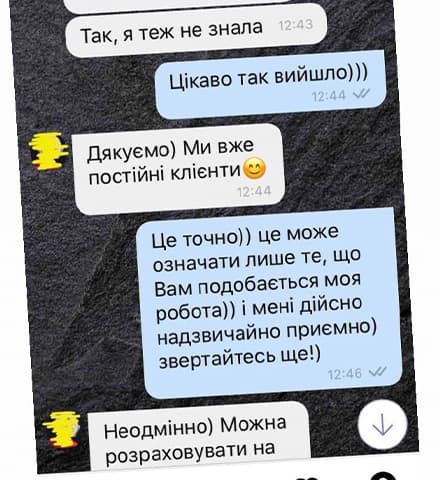 Так, я теж не знала 12:43
Цікаво так вийшло)))
12:44
Дякуємо) Ми вже
постійні клієнти😊
12:44
Це точно)) це може
означати лише те, що
Вам подобається моя
робота)) і мені дійсно
надзвичайно приємно)
звертайтесь ще!)
12:46
Неодмінно) Можна
розраховувати на